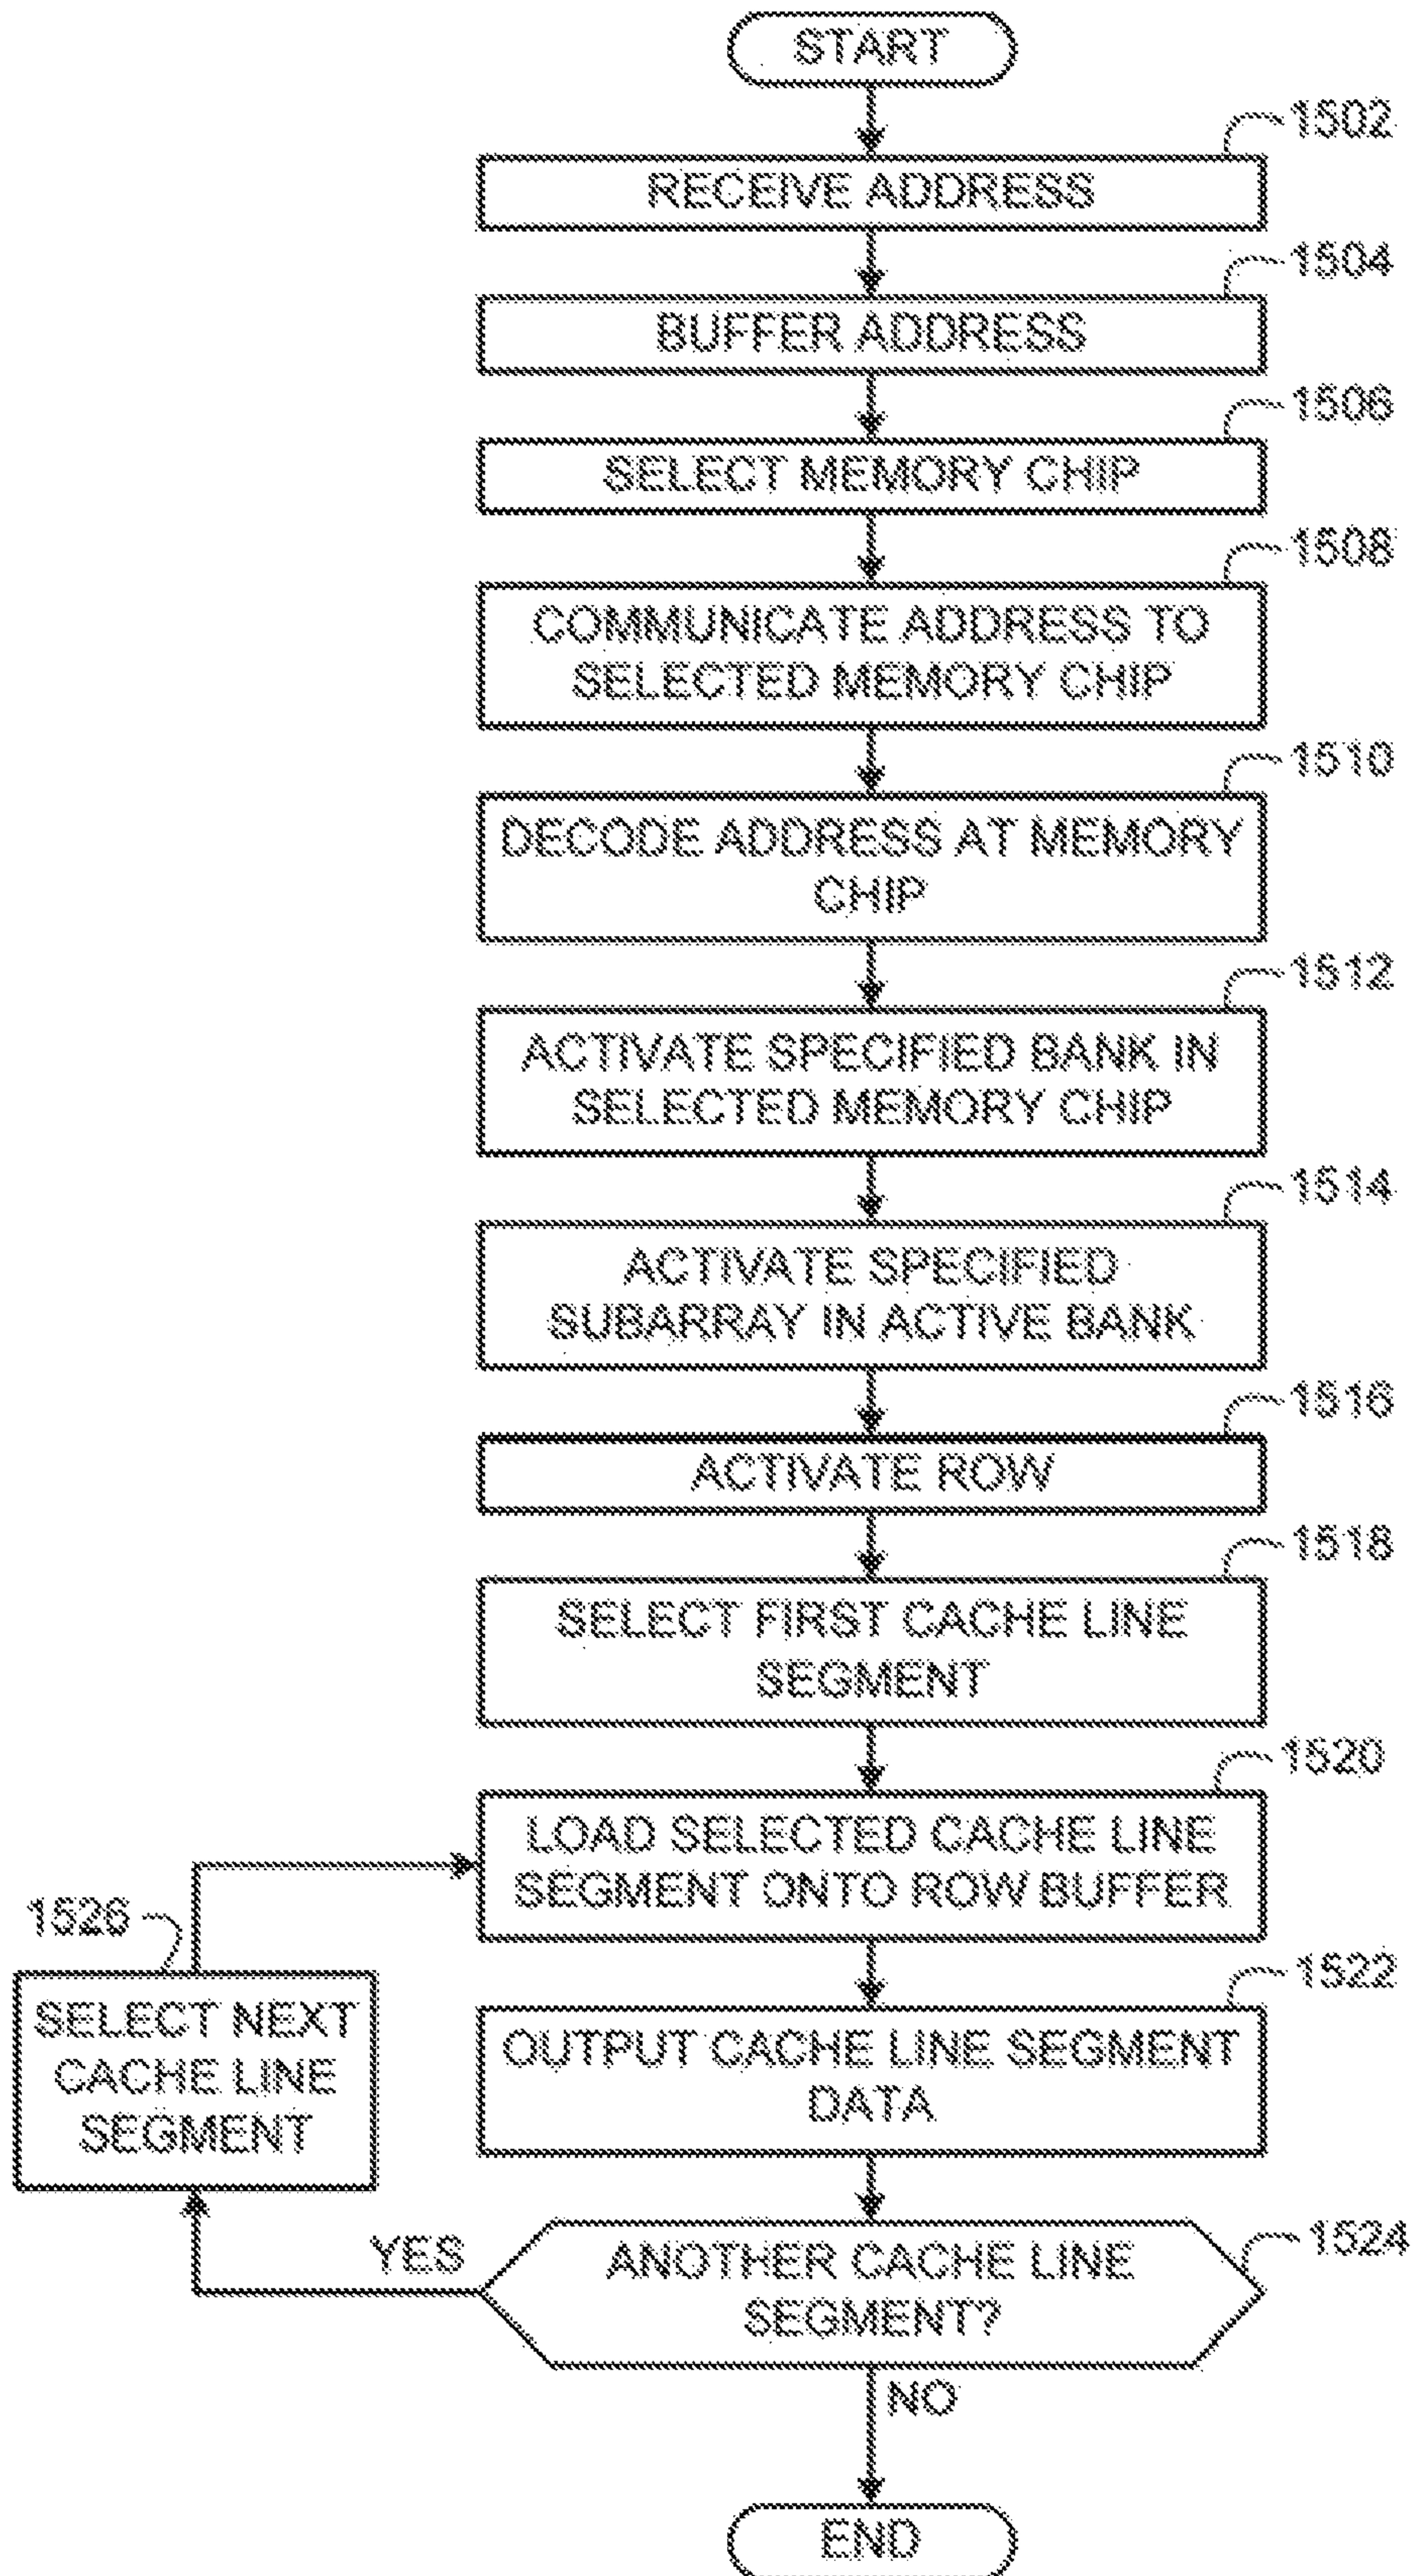 START
1502
RECEIVE ADDRESS
1504
BUFFER ADDRESS
1506
SELECT MEMORY CHIP
1508
COMMUNICATE ADDRESS TO
SELECTED MEMORY CHIP
1510
DECODE ADDRESS AT MEMORY
CHIP
1512
ACTIVATE SPECIFIED BANK IN
SELECTED MEMORY CHIP
1514
ACTIVATE SPECIFIED
SUBARRAY IN ACTIVE BANK
1516
ACTIVATE ROW
1518
SELECT FIRST CACHE LINE
SEGMENT
1520
LOAD SELECTED CACHE LINE
SEGMENT ONTO ROW BUFFER
1526
SELECT NEXT
CACHE LINE
SEGMENT
1522
OUTPUT CACHE LINE SEGMENT
DATA
1524
ANOTHER CACHE LINE
SEGMENT?
YES
NO
END